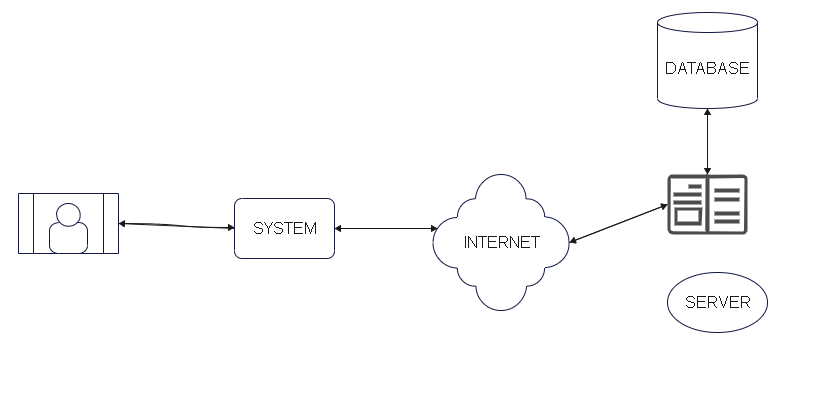 DATABASE
SYSTEM
INTERNET
SERVER